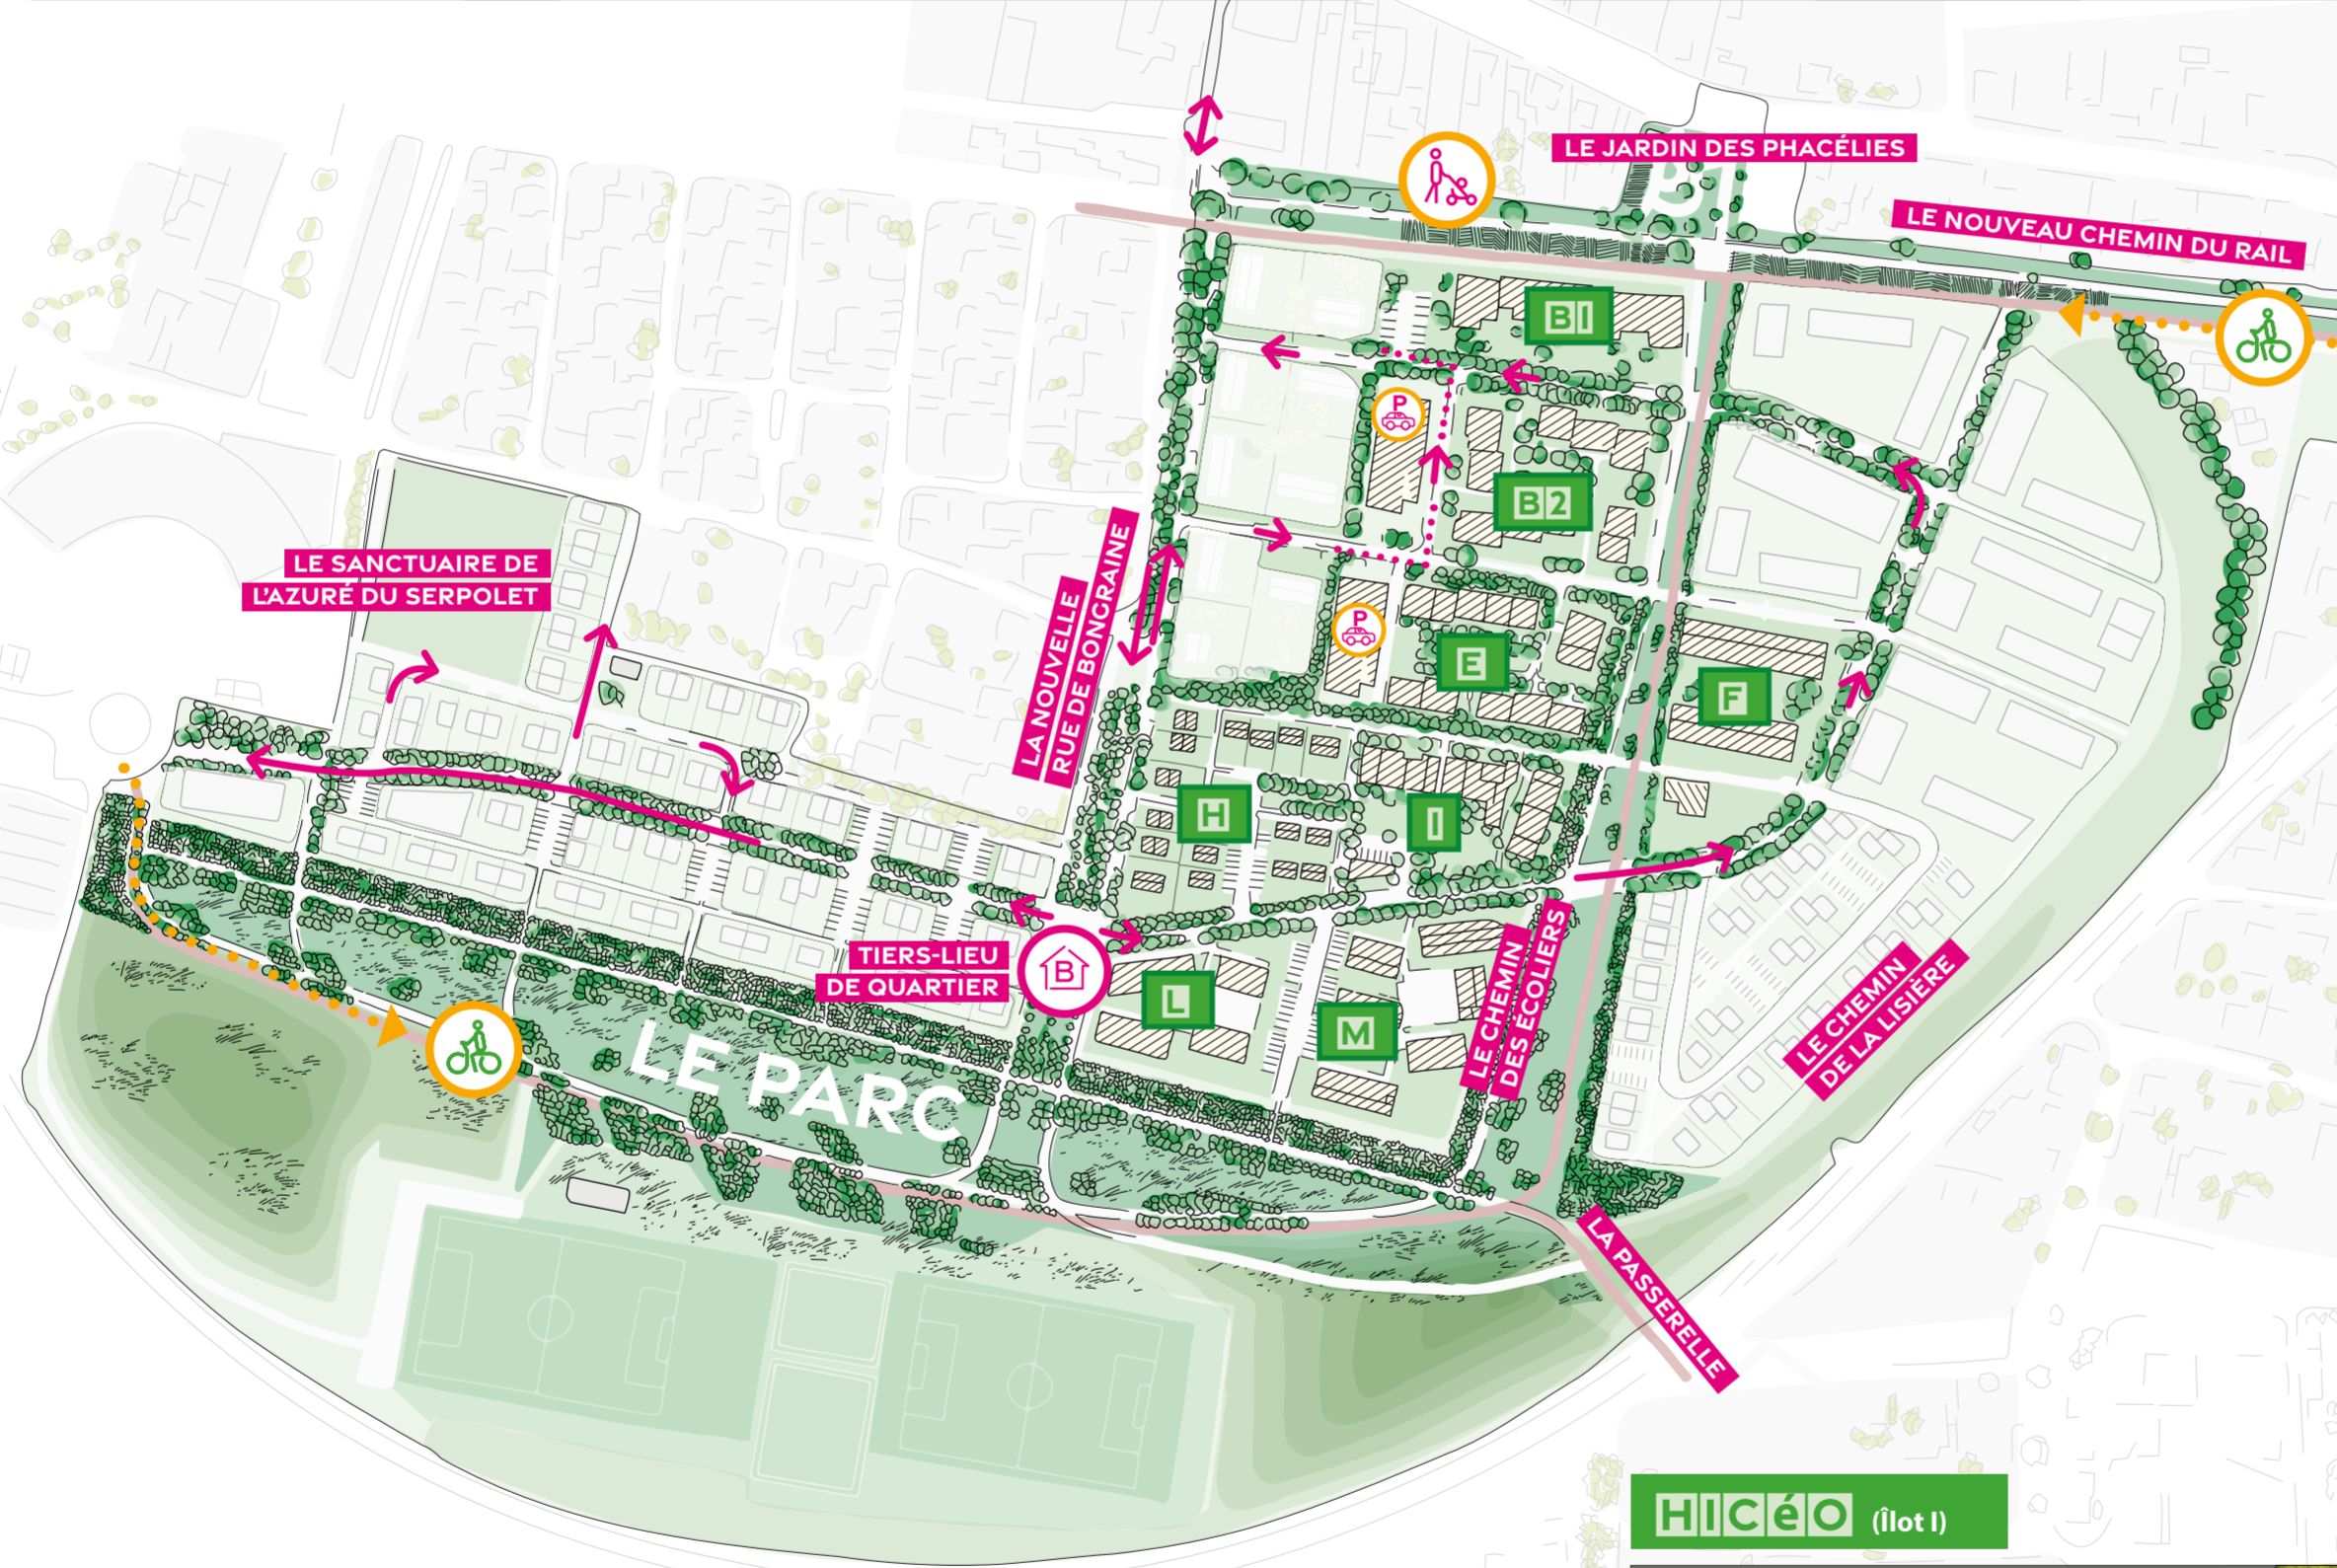 LE JARDIN DES PHACÉLIES
LE NOUVEAU CHEMIN DU RAIL
B1
P
B2
LE SANCTUAIRE DE
L'AZURÉ DU SERPOLET
LA NOUVELLE
RUE DE BONGRAINE
P
E
F
H
I
TIERS-LIEU
DE QUARTIER
B
L
M
LE CHEMIN
DES ÉCOLIERS
LE CHEMIN
DE LA LISIÈRE
LE PARC
LA PASSERELLE
HICéO (Îlot I)